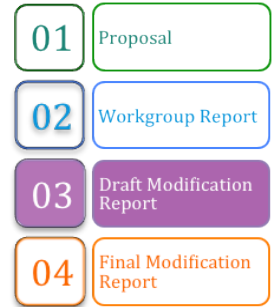 01
Proposal
02
Workgroup Report
03
Draft Modification
Report
04
Final Modification
Report